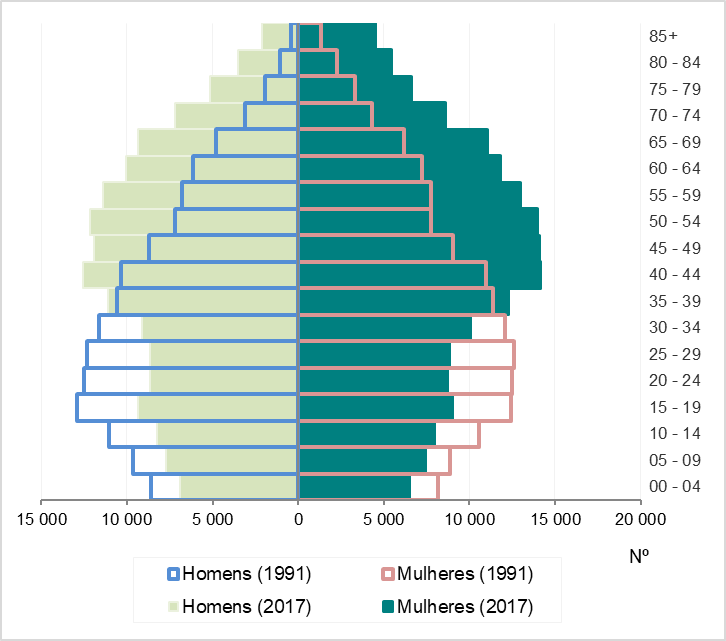 85+
80 - 84
75 - 79
70 - 74
65 - 69
60 - 64
55 - 59
50 - 54
45 - 49
40 - 44
35 - 39
30 - 34
25 - 29
20 - 24
15 - 19
10 - 14
05 - 09
00 - 04
15 000 10 000 5 000 0 5 000 10 000 15 000 20 000
Nº
Homens (1991) Mulheres (1991)
Homens (2017) Mulheres (2017)